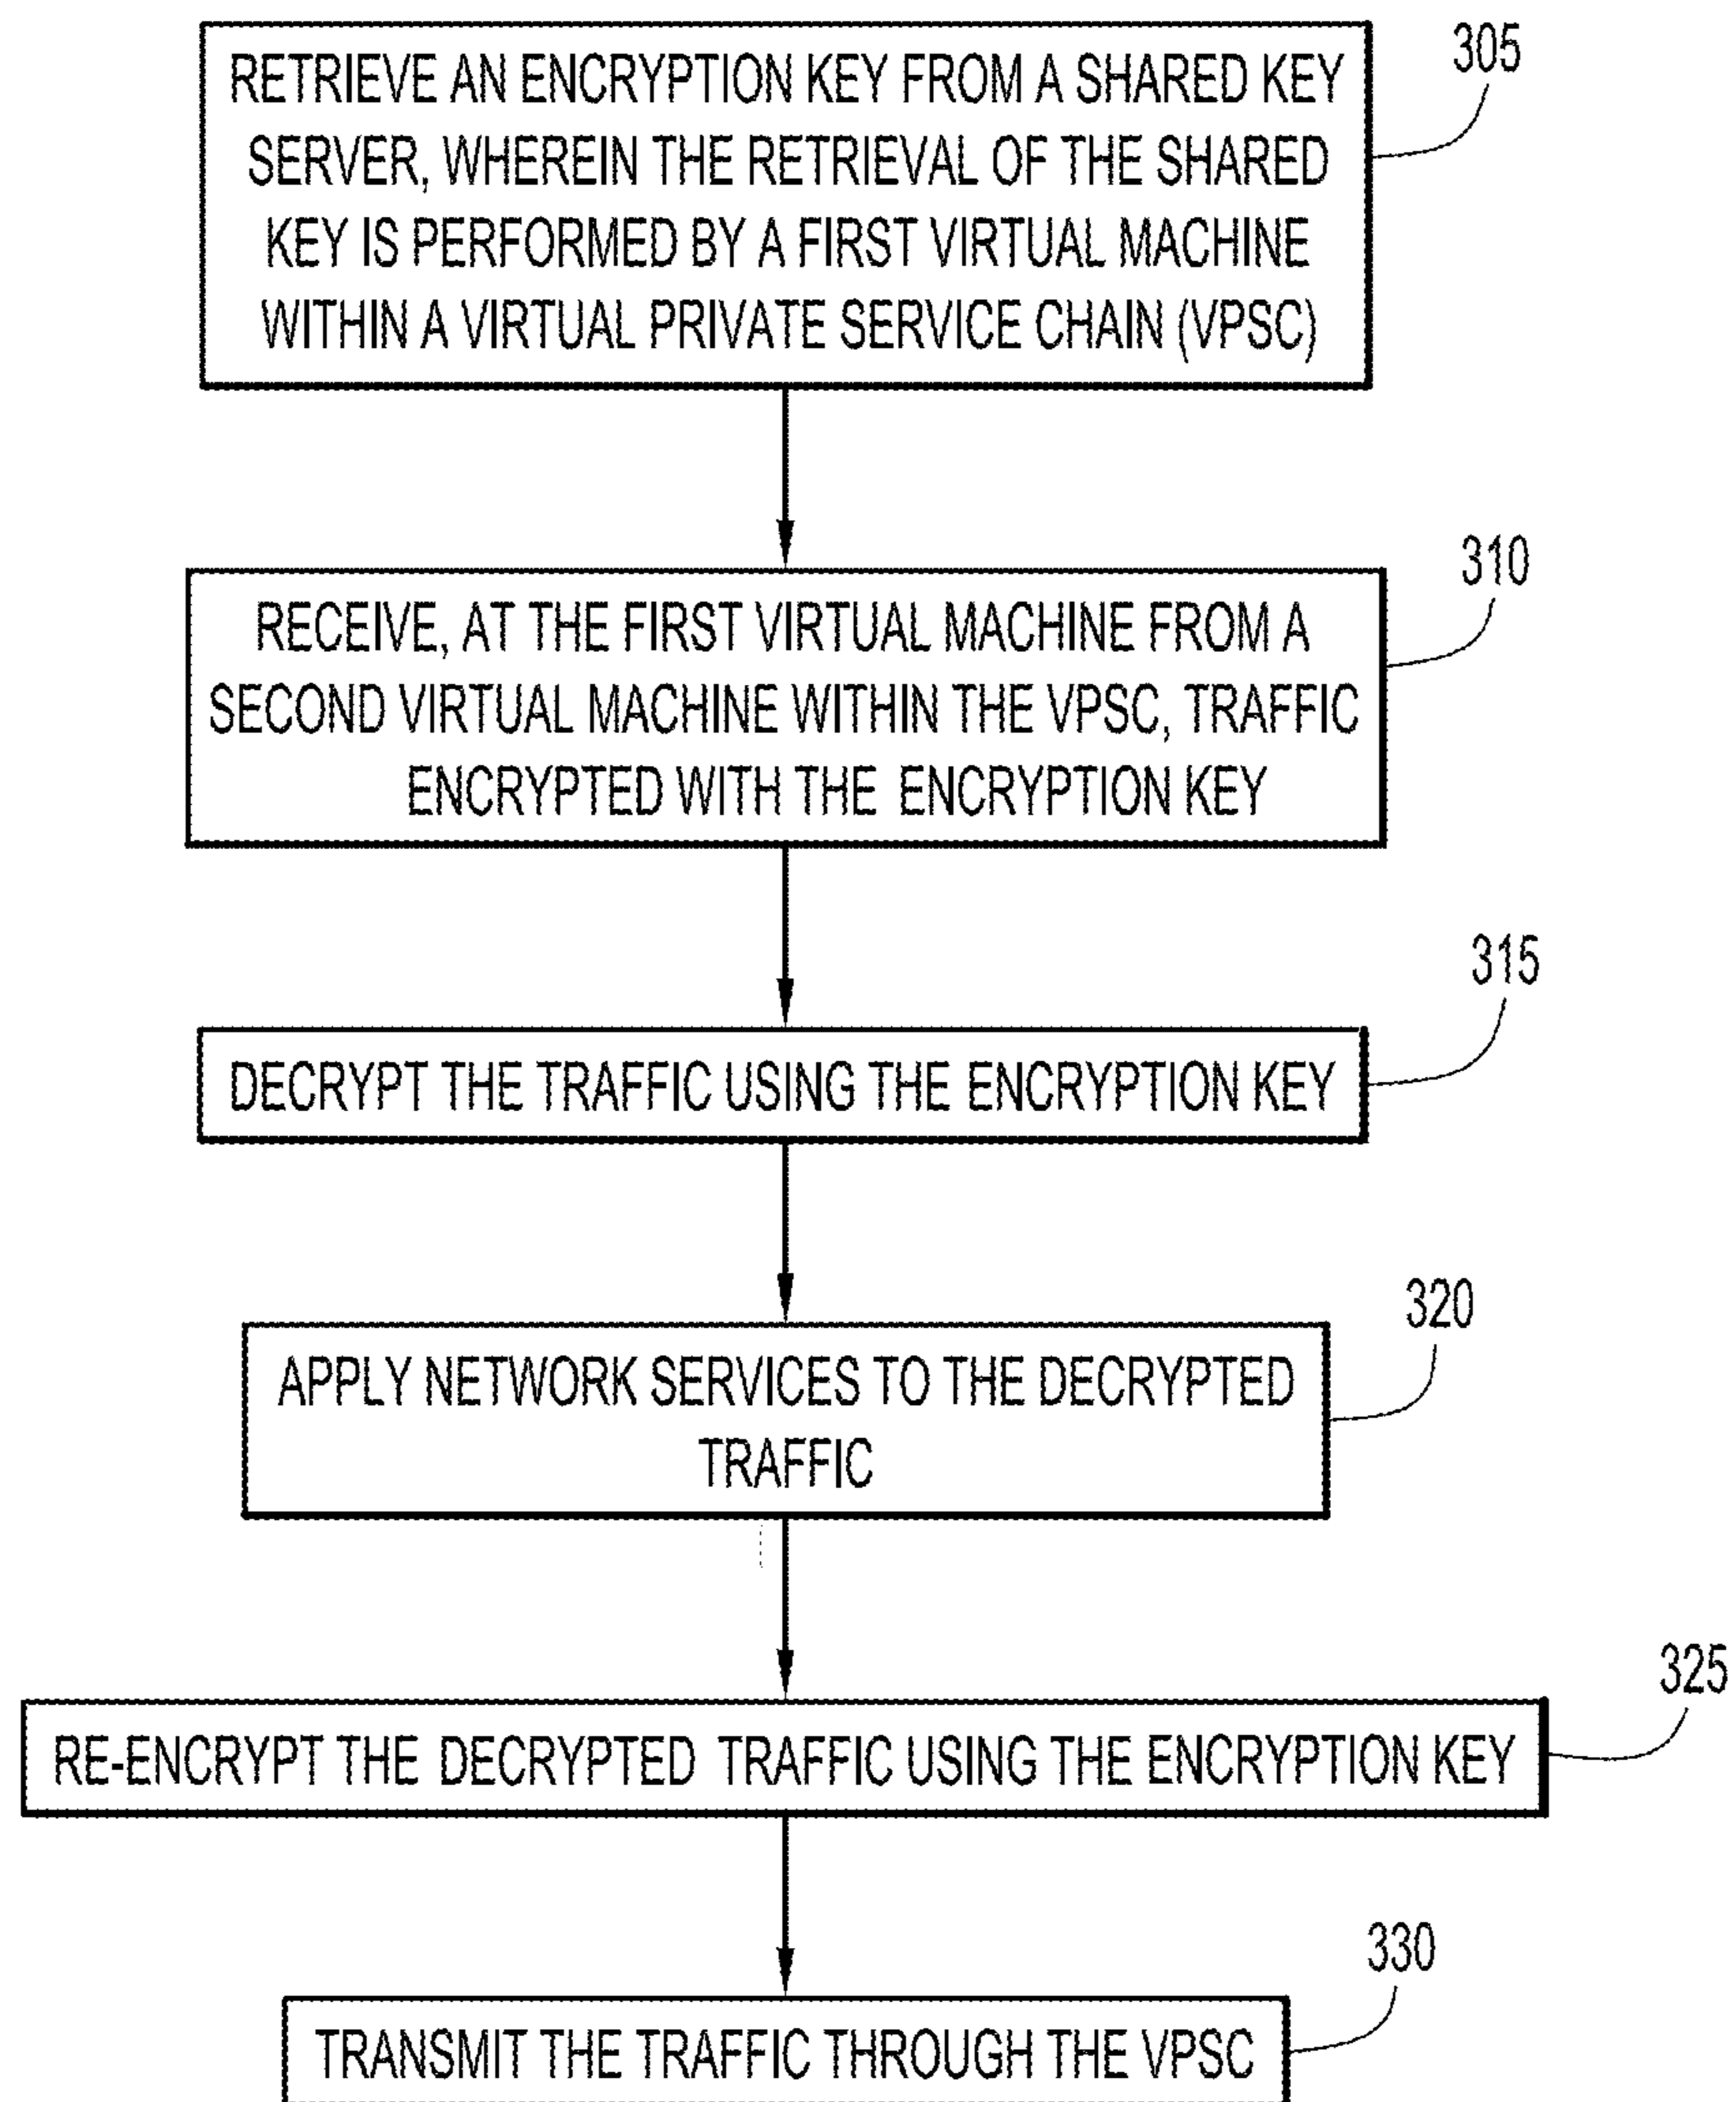 305
RETRIEVE AN ENCRYPTION KEY FROM A SHARED KEY
SERVER, WHEREIN THE RETRIEVAL OF THE SHARED
KEY IS PERFORMED BY A FIRST VIRTUAL MACHINE
WITHIN A VIRTUAL PRIVATE SERVICE CHAIN (VPSC)
310
RECEIVE, AT THE FIRST VIRTUAL MACHINE FROM A
SECOND VIRTUAL MACHINE WITHIN THE VPSC, TRAFFIC
ENCRYPTED WITH THE ENCRYPTION KEY
315
DECRYPT THE TRAFFIC USING THE ENCRYPTION KEY
320
APPLY NETWORK SERVICES TO THE DECRYPTED
TRAFFIC
325
RE-ENCRYPT THE DECRYPTED TRAFFIC USING THE ENCRYPTION KEY
330
TRANSMIT THE TRAFFIC THROUGH THE VPSC